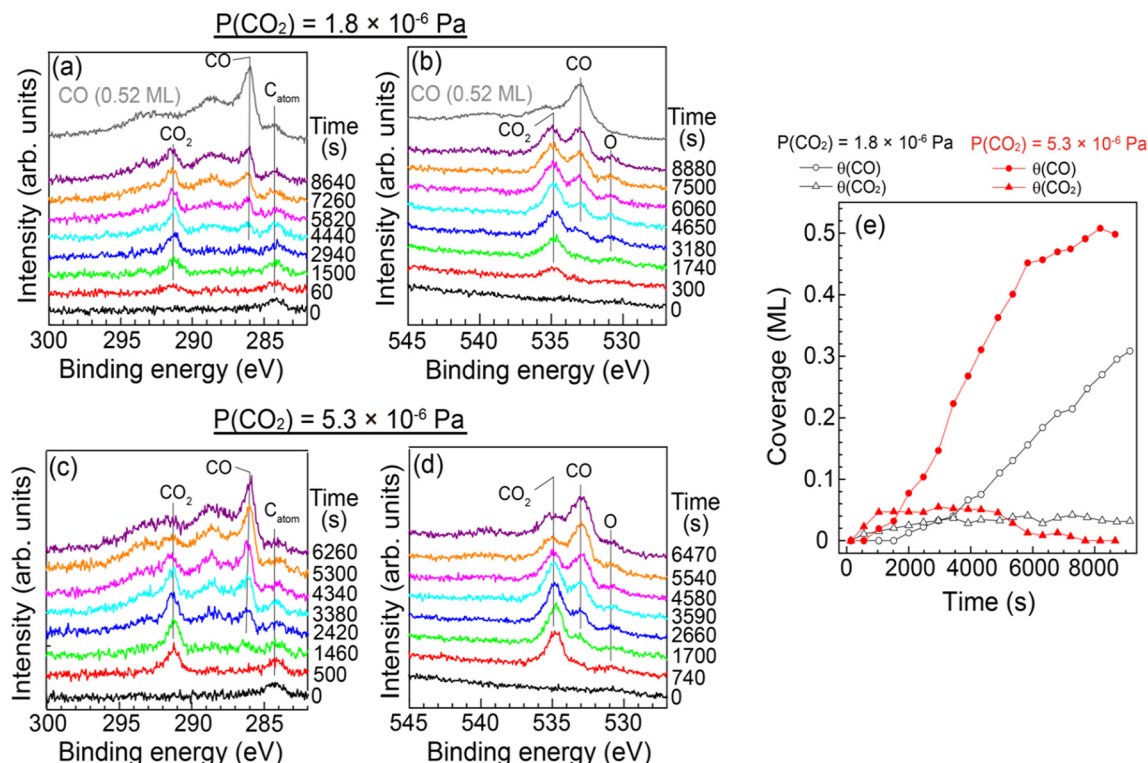 P(CO₂) = 1.8 × 10⁻⁶ Pa
(a)
CO
CO (0.52 ML)
C_atom
CO₂
Time
(s)
8640
7260
5820
4440
2940
1500
60
0
Intensity (arb. units)
300 295 290 285
Binding energy (eV)
(b)
CO
CO (0.52 ML)
CO₂
O
Time
(s)
8880
7500
6060
4650
3180
1740
300
0
Intensity (arb. units)
545 540 535 530
Binding energy (eV)
P(CO₂) = 5.3 × 10⁻⁶ Pa
(c)
CO
CO₂
C_atom
Time
(s)
6260
5300
4340
3380
2420
1460
500
0
Intensity (arb. units)
300 295 290 285
Binding energy (eV)
(d)
CO
CO₂
O
Time
(s)
6470
5540
4580
3590
2660
1700
740
0
Intensity (arb. units)
545 540 535 530
Binding energy (eV)
P(CO₂) = 1.8 × 10⁻⁶ Pa P(CO₂) = 5.3 × 10⁻⁶ Pa
θ(CO) θ(CO)
θ(CO₂) θ(CO₂)
(e)
0.5
0.4
0.3
0.2
0.1
0
Coverage (ML)
0 2000 4000 6000 8000
Time (s)